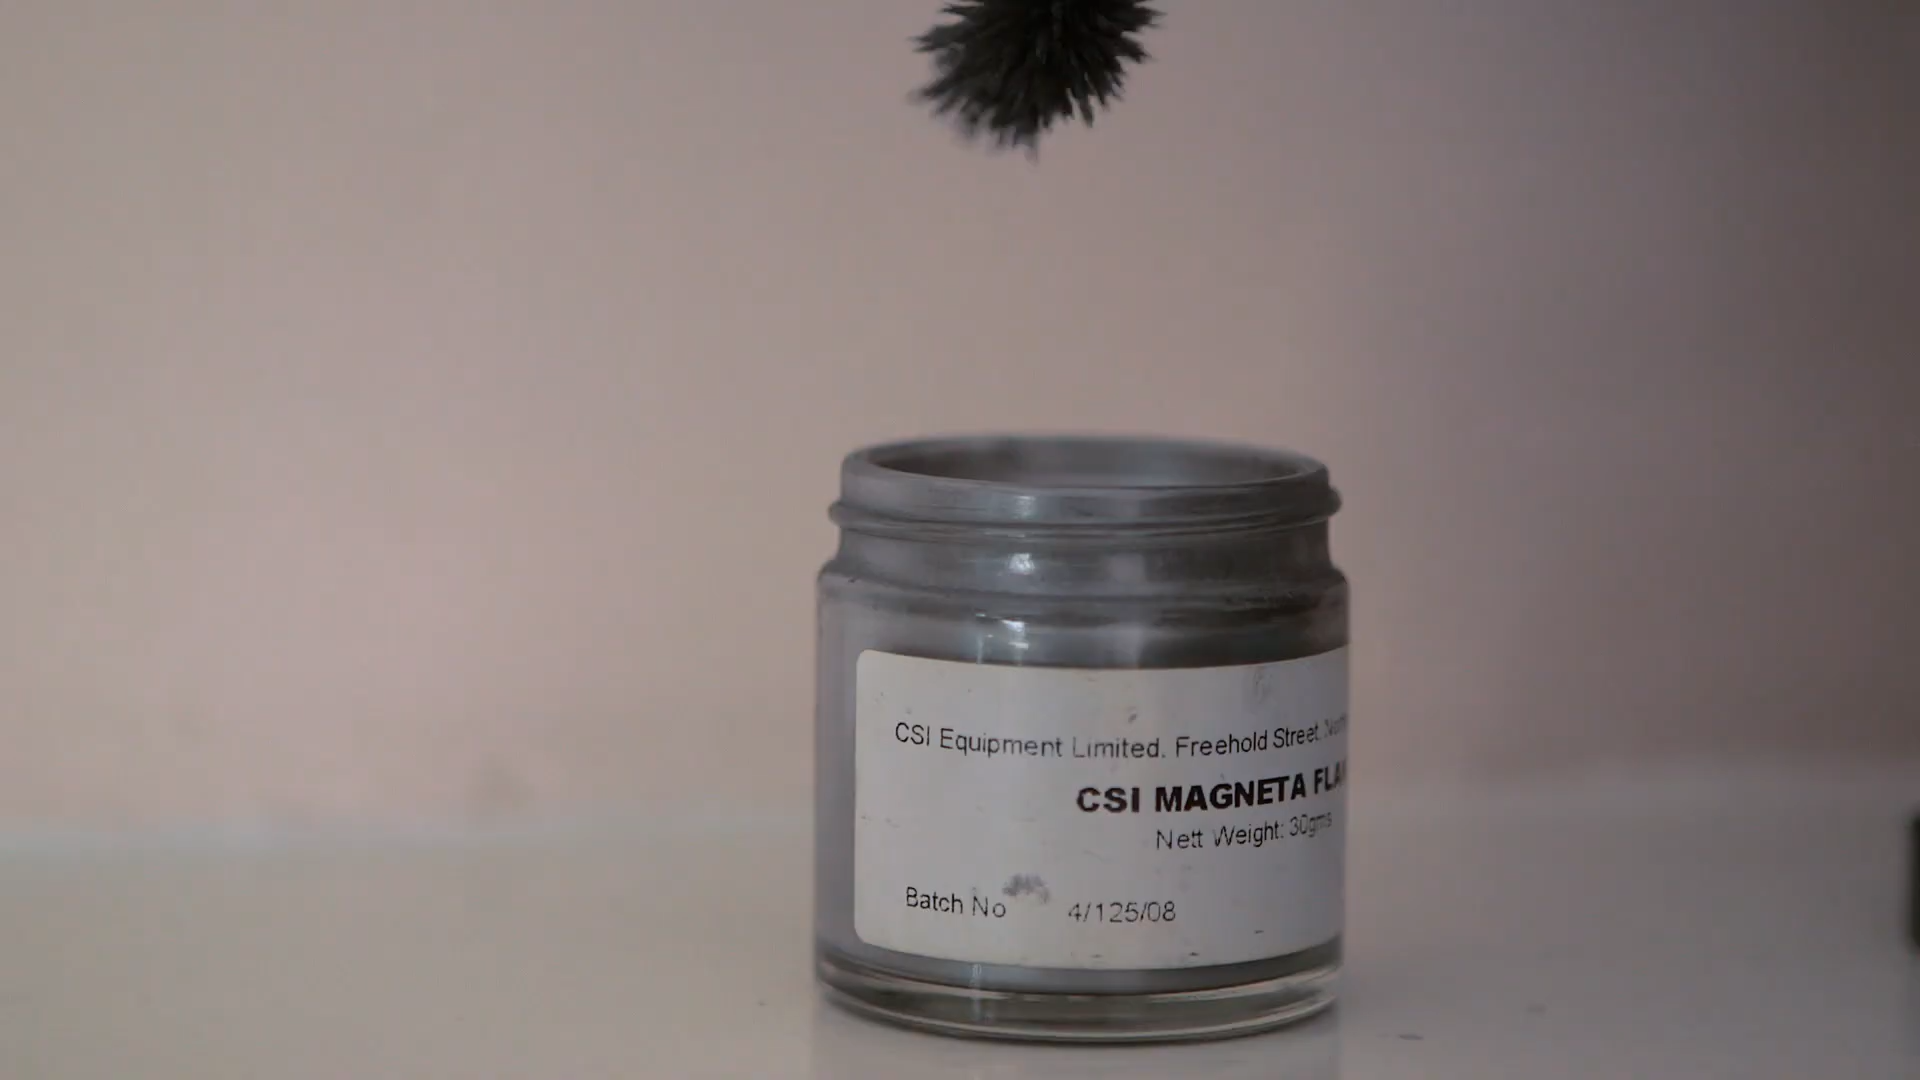 CSI Equipment Limited. Freehold Street.
CSI MAGNETA
Nett Weight: 30gms
Batch No 4/125/08